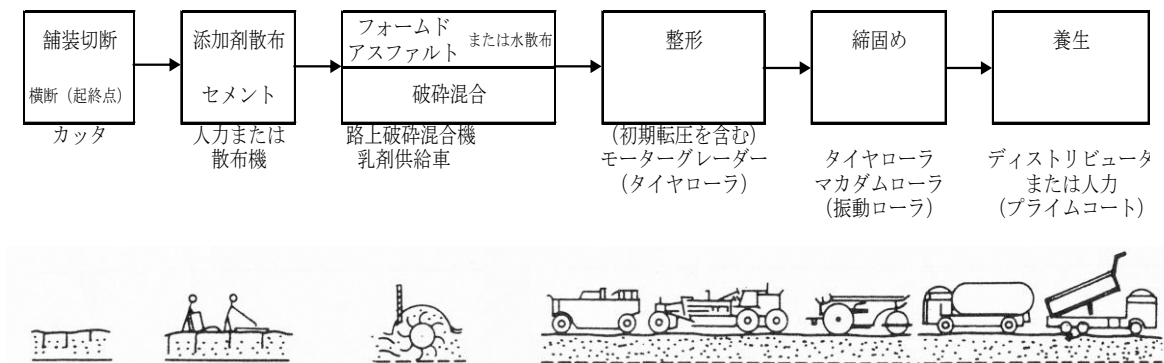 舗装切断
横断（起終点）
カッタ
添加剤散布
セメント
人力または
散布機
フォームド
アスファルト
または水散布
破砕混合
路上破砕混合機
乳剤供給車
整形
（初期転圧を含む）
モーターグレーダー
（タイヤローラ）
締固め
タイヤローラ
マカダムローラ
（振動ローラ）
養生
ディストリビュータ
または人力
（プライムコート）